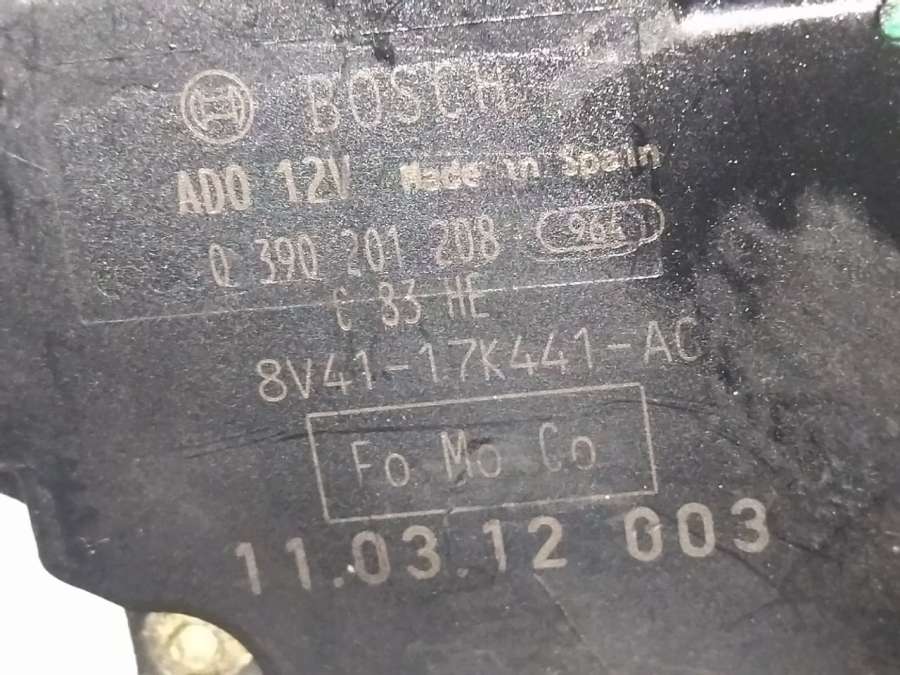 BOSCH
ADO 12V Made in Spain
0 390 201 208 964
C 83 HE
8V41-17K441-AC
Fo Mo Co
11.03.12 003